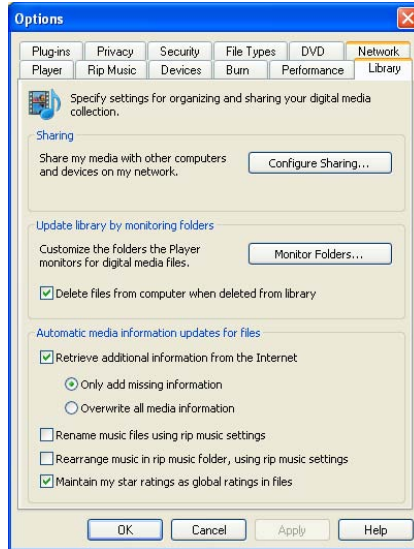 Options
Plug-ins Privacy Security File Types DVD Network
Player Rip Music Devices Burn Performance Library
Specify settings for organizing and sharing your digital media
collection.
Sharing
Share my media with other computers
and devices on my network.
Configure Sharing...
Update library by monitoring folders
Customize the folders the Player
monitors for digital media files.
Monitor Folders...
Delete files from computer when deleted from library
Automatic media information updates for files
Retrieve additional information from the Internet
Only add missing information
Overwrite all media information
Rename music files using rip music settings
Rearrange music in rip music folder, using rip music settings
Maintain my star ratings as global ratings in files
OK Cancel Apply Help